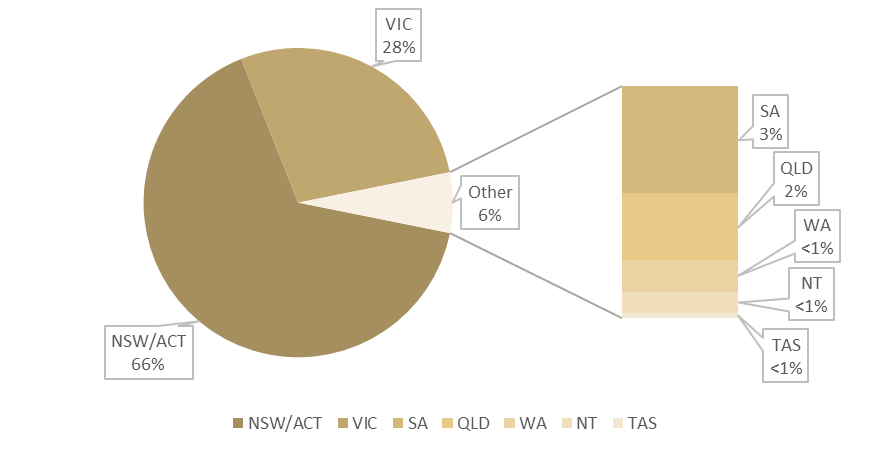 VIC
28%
SA
3%
QLD
2%
Other
6%
WA
<1%
NT
<1%
NSW/ACT
66%
TAS
<1%
NSW/ACT VIC SA QLD WA NT TAS